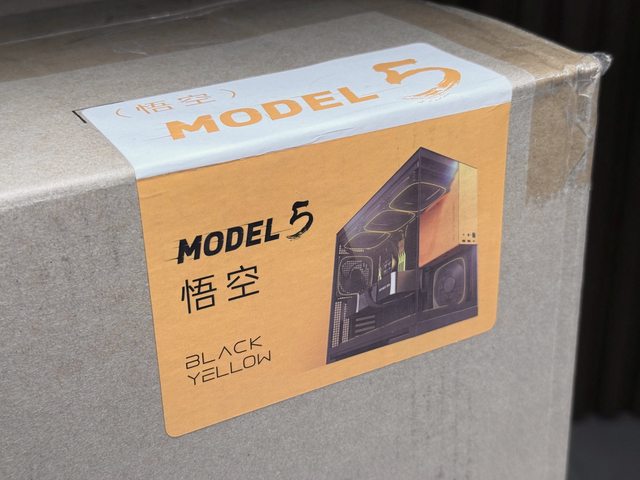 (悟空)
MODEL 5
MODEL 5
悟空
BLACK
YELLOW